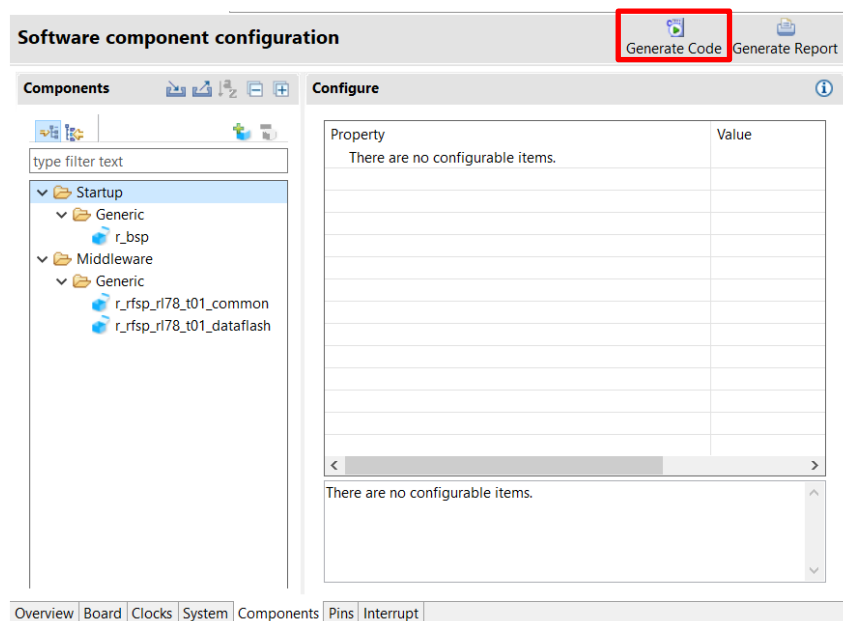 Software component configuration
Generate Code Generate Report
Components
Configure
type filter text
Property Value
There are no configurable items.
Startup
Generic
r_bsp
Middleware
Generic
r_rfsp_rl78_t01_common
r_rfsp_rl78_t01_dataflash
There are no configurable items.
Overview Board Clocks System Components Pins Interrupt